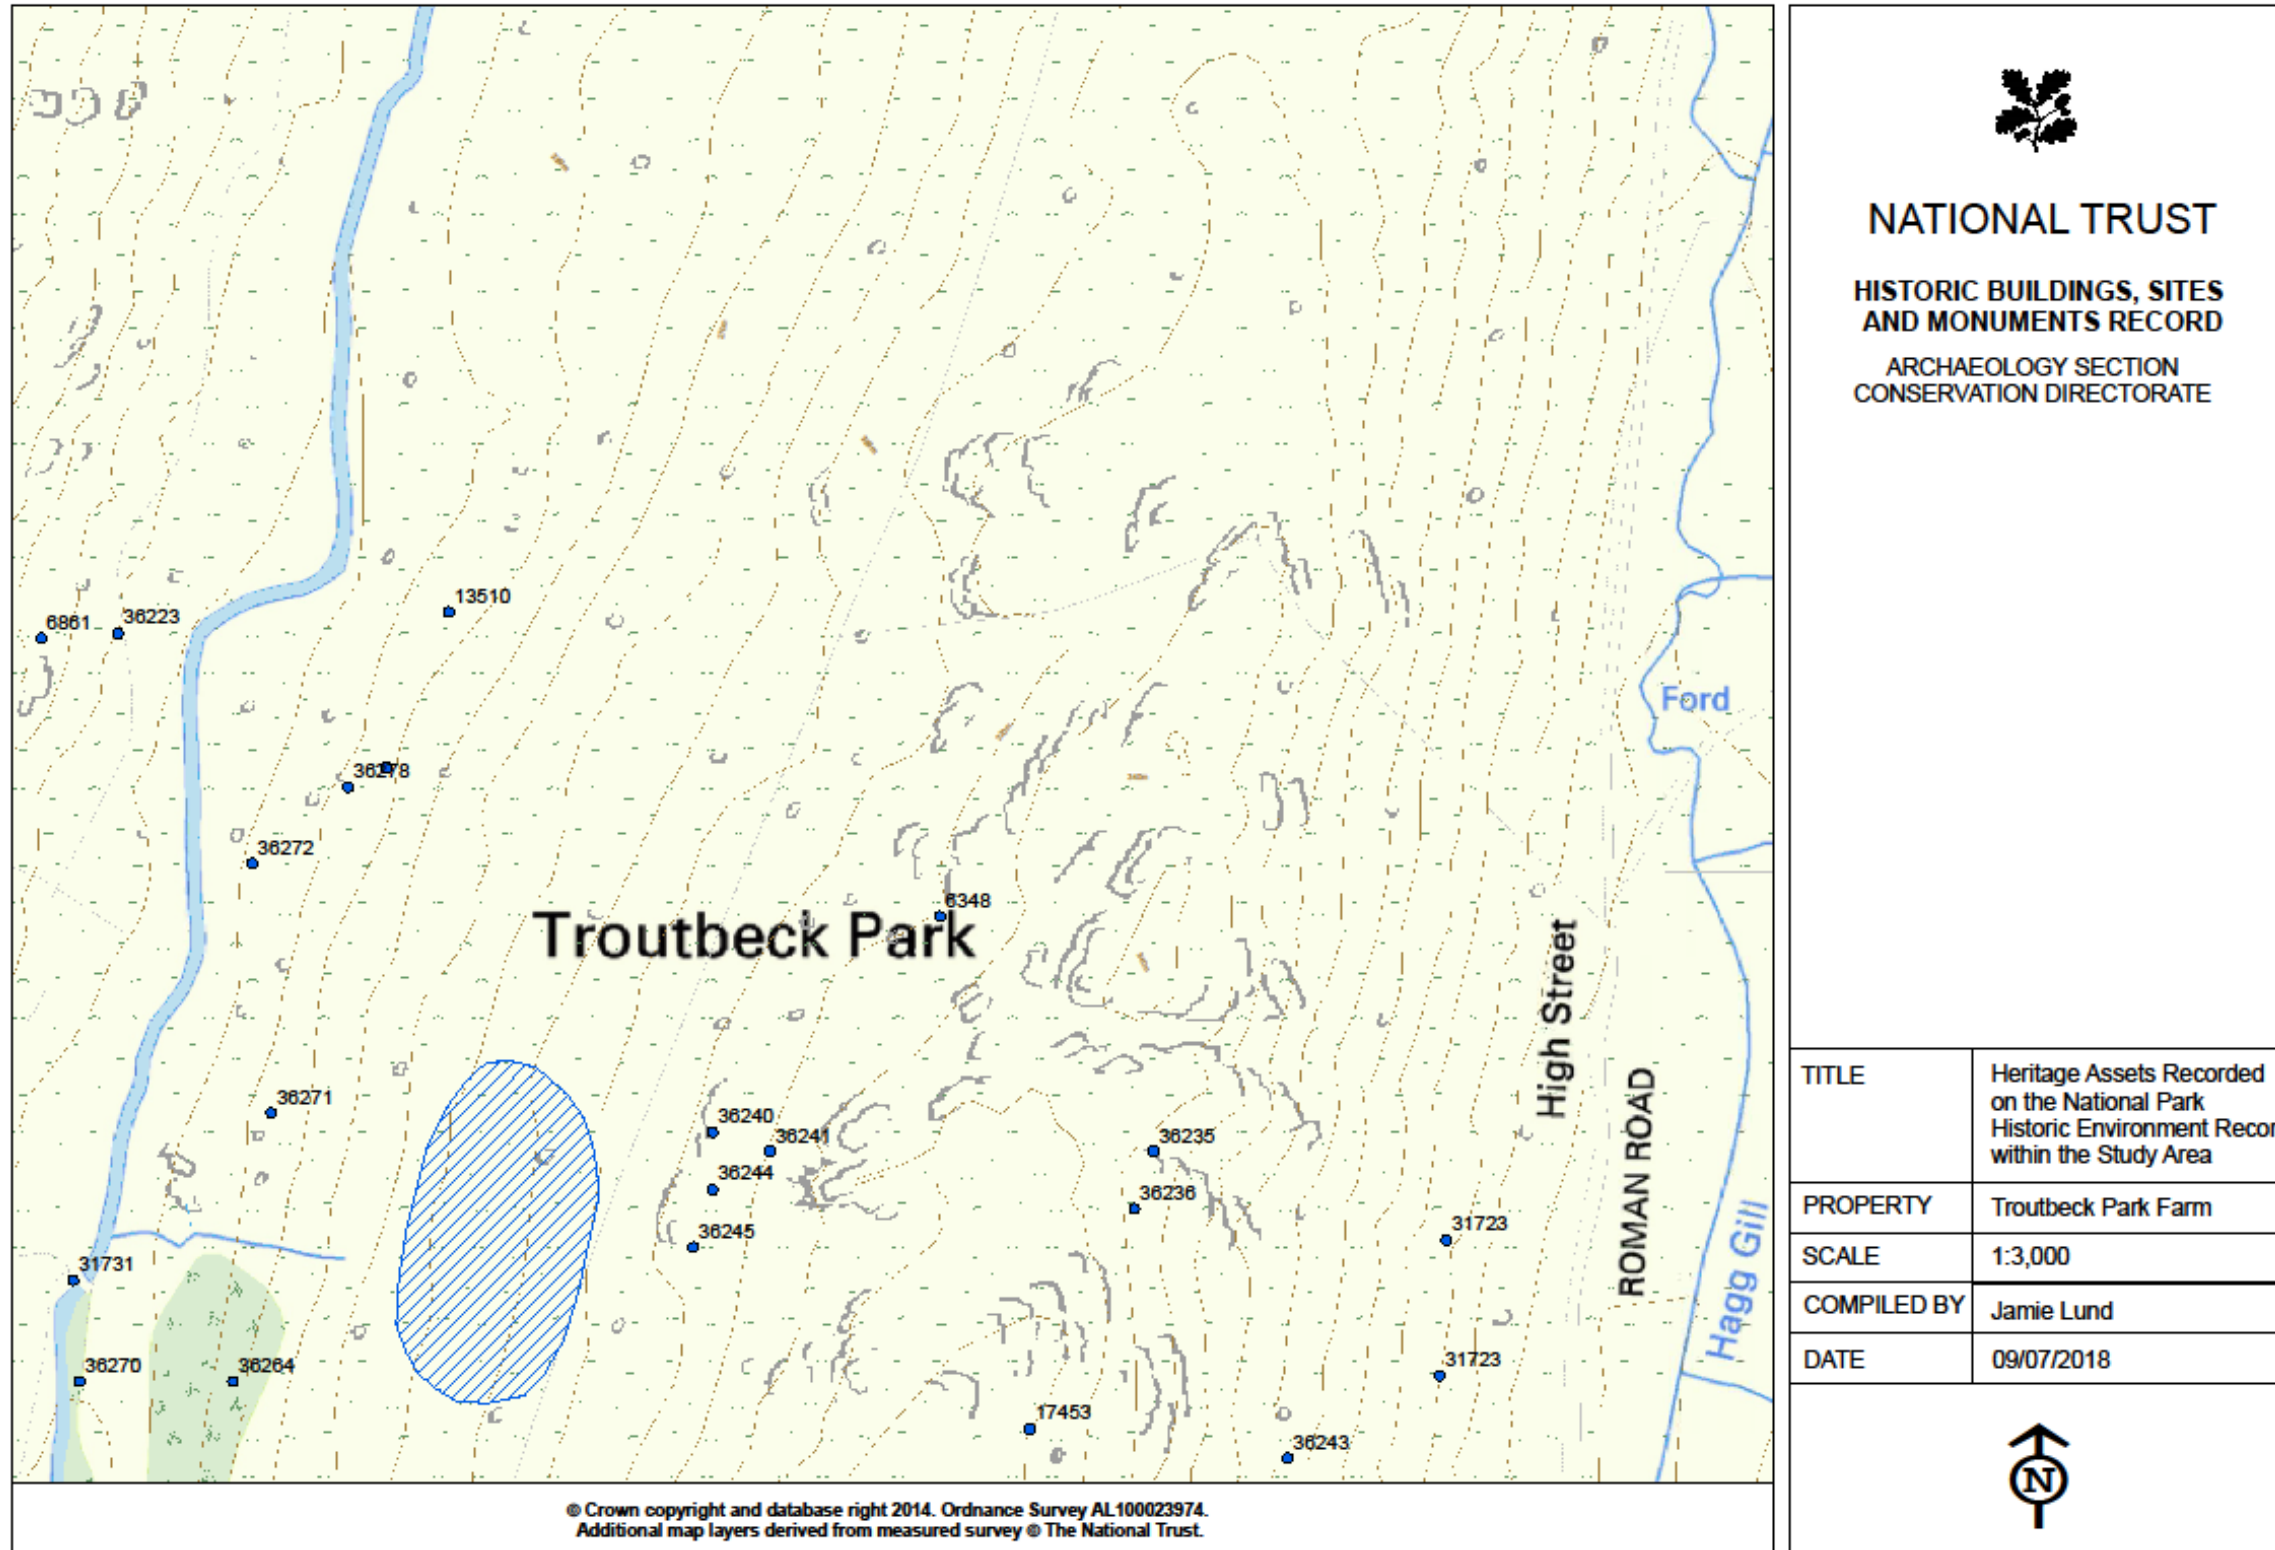 6861
36223
13510
36278
36272
Ford
6348
Troutbeck Park
High Street
ROMAN ROAD
Hagg Gill
36271
36240
36241
36244
36245
36235
36236
31723
31731
36270
36264
31723
17453
36243
© Crown copyright and database right 2014. Ordnance Survey AL100023974.
Additional map layers derived from measured survey © The National Trust.
NATIONAL TRUST
HISTORIC BUILDINGS, SITES
AND MONUMENTS RECORD
ARCHAEOLOGY SECTION
CONSERVATION DIRECTORATE
TITLE
Heritage Assets Recorded
on the National Park
Historic Environment Recor
within the Study Area
PROPERTY
Troutbeck Park Farm
SCALE
1:3,000
COMPILED BY
Jamie Lund
DATE
09/07/2018
N